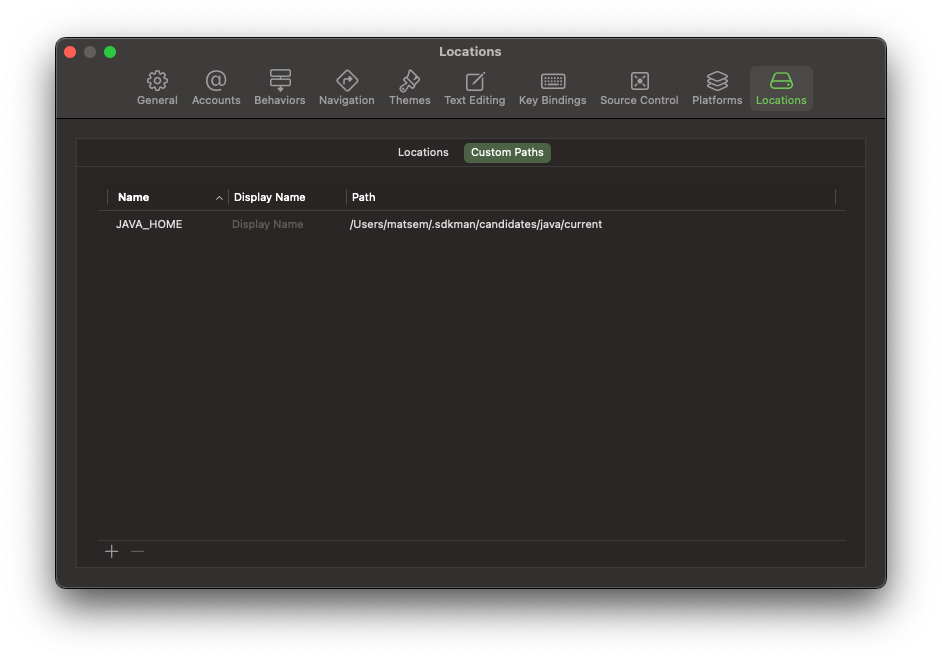 Locations
General Accounts Behaviors Navigation Themes Text Editing Key Bindings Source Control Platforms Locations
Locations Custom Paths
Name Display Name Path
JAVA_HOME Display Name /Users/matsem/.sdkman/candidates/java/current